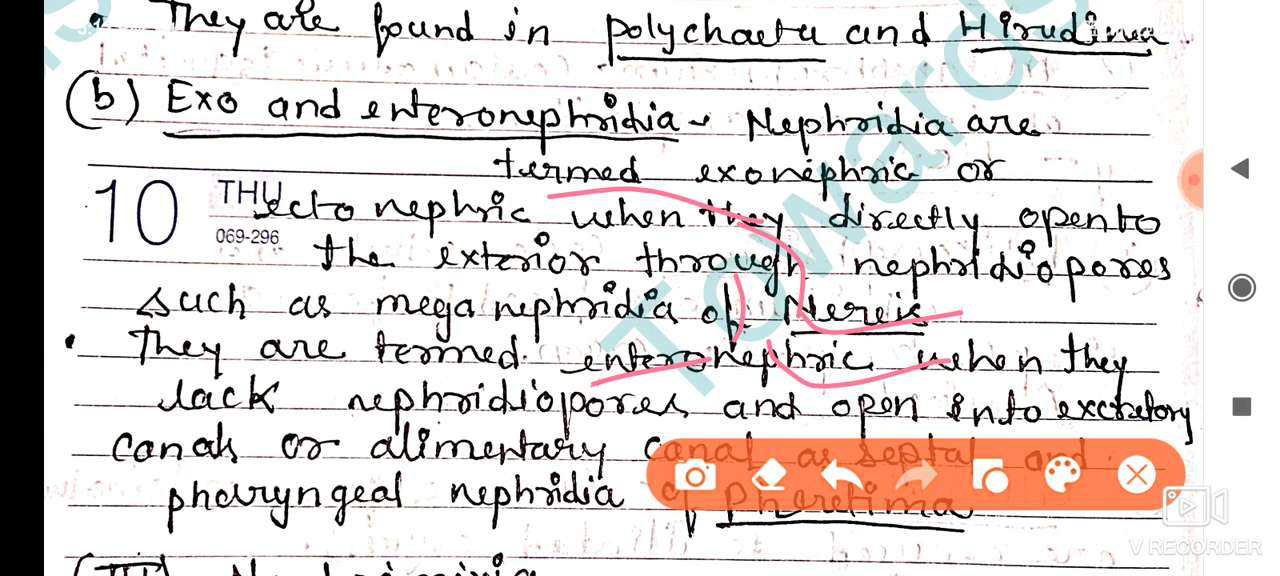 They are found in polychaeta and Hirudinea
(b) Exo and enteronephridia - Nephridia are
termed exonephric or
10 THU ectonephric when they directly open to
069-296
the exterior through nephridiopores
such as meganephridia of Nereis
• They are termed enteronephric when they
lack nephridiopores and open into excretory
canals or alimentary canal as septal and
pharyngeal nephridia of Pheretima
Towards
V RECORDER